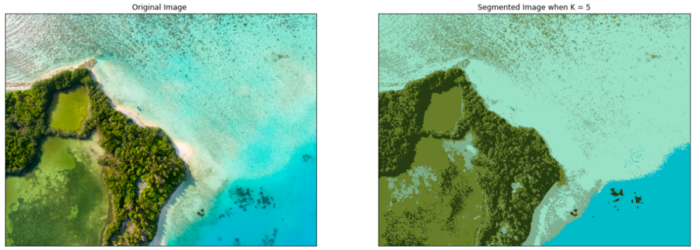 Original Image
Segmented Image when K = 5